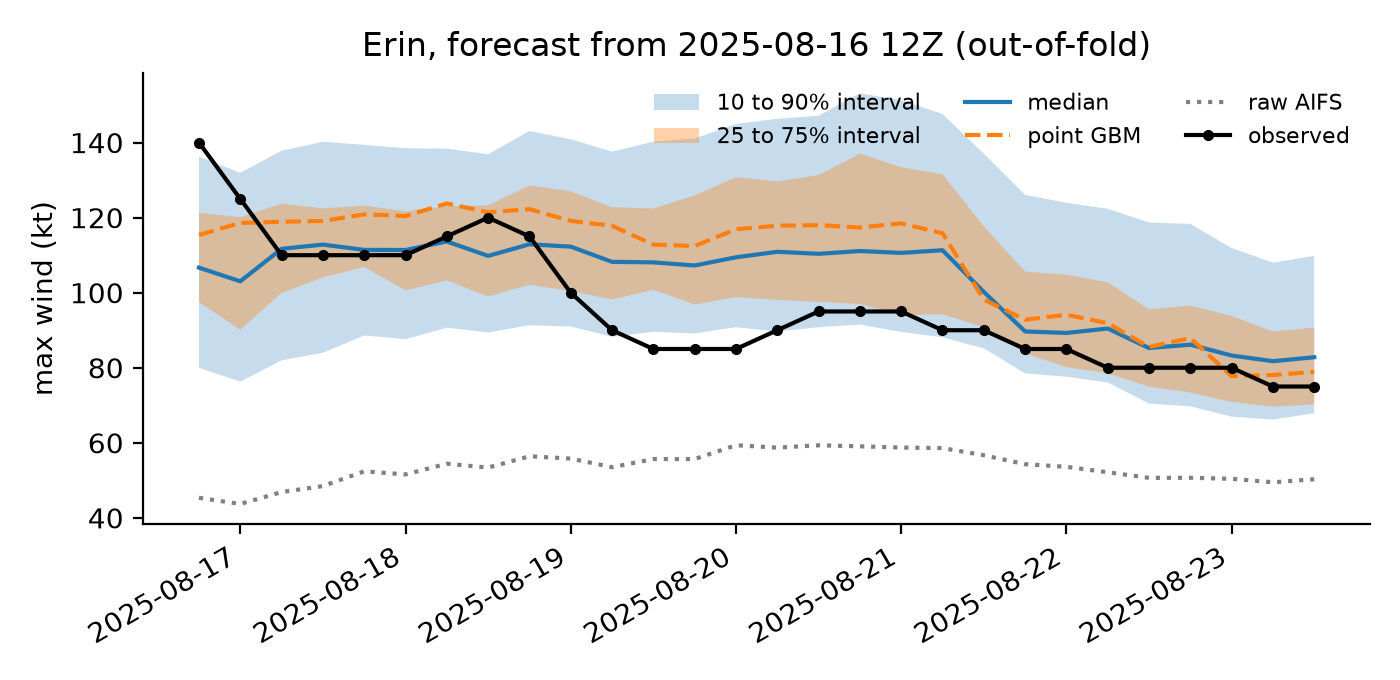 Erin, forecast from 2025-08-16 12Z (out-of-fold)
10 to 90% interval
25 to 75% interval
median
point GBM
raw AIFS
observed
max wind (kt)
140
120
100
80
60
40
2025-08-17
2025-08-18
2025-08-19
2025-08-20
2025-08-21
2025-08-22
2025-08-23